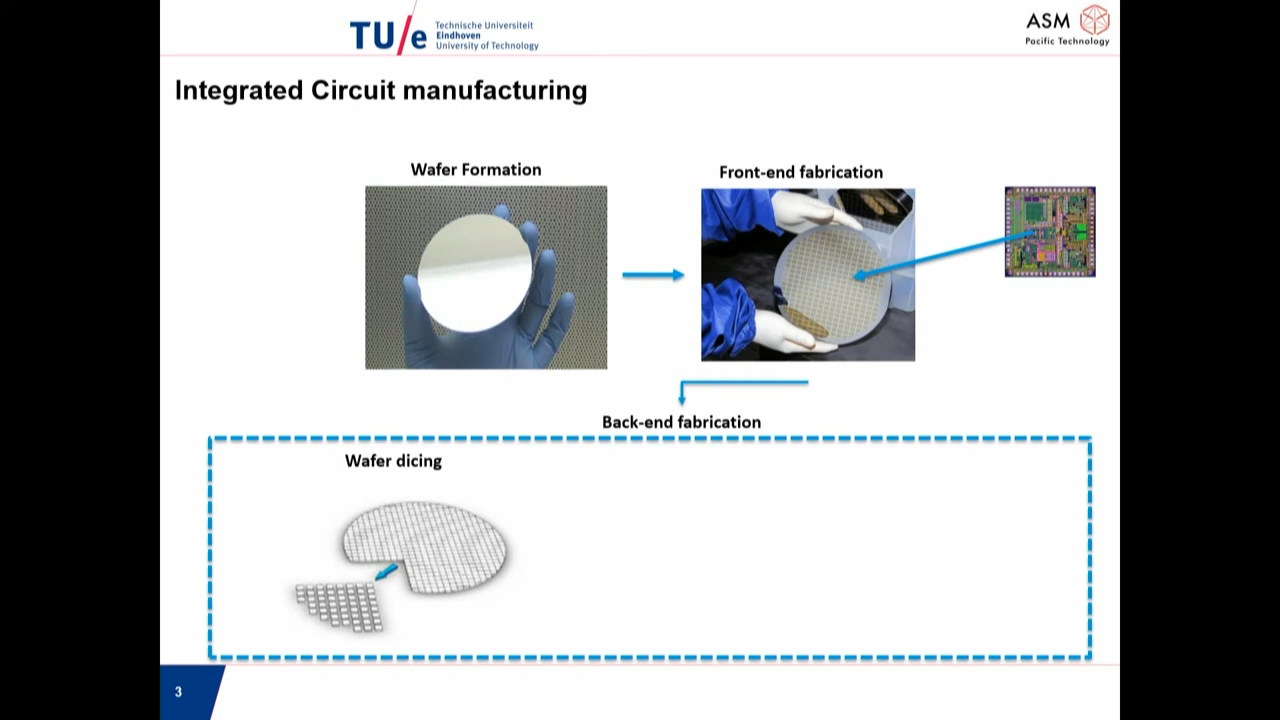 TU/e
Technische Universiteit
Eindhoven
University of Technology
ASM
Pacific Technology
Integrated Circuit manufacturing
Wafer Formation
Front-end fabrication
Back-end fabrication
Wafer dicing
3